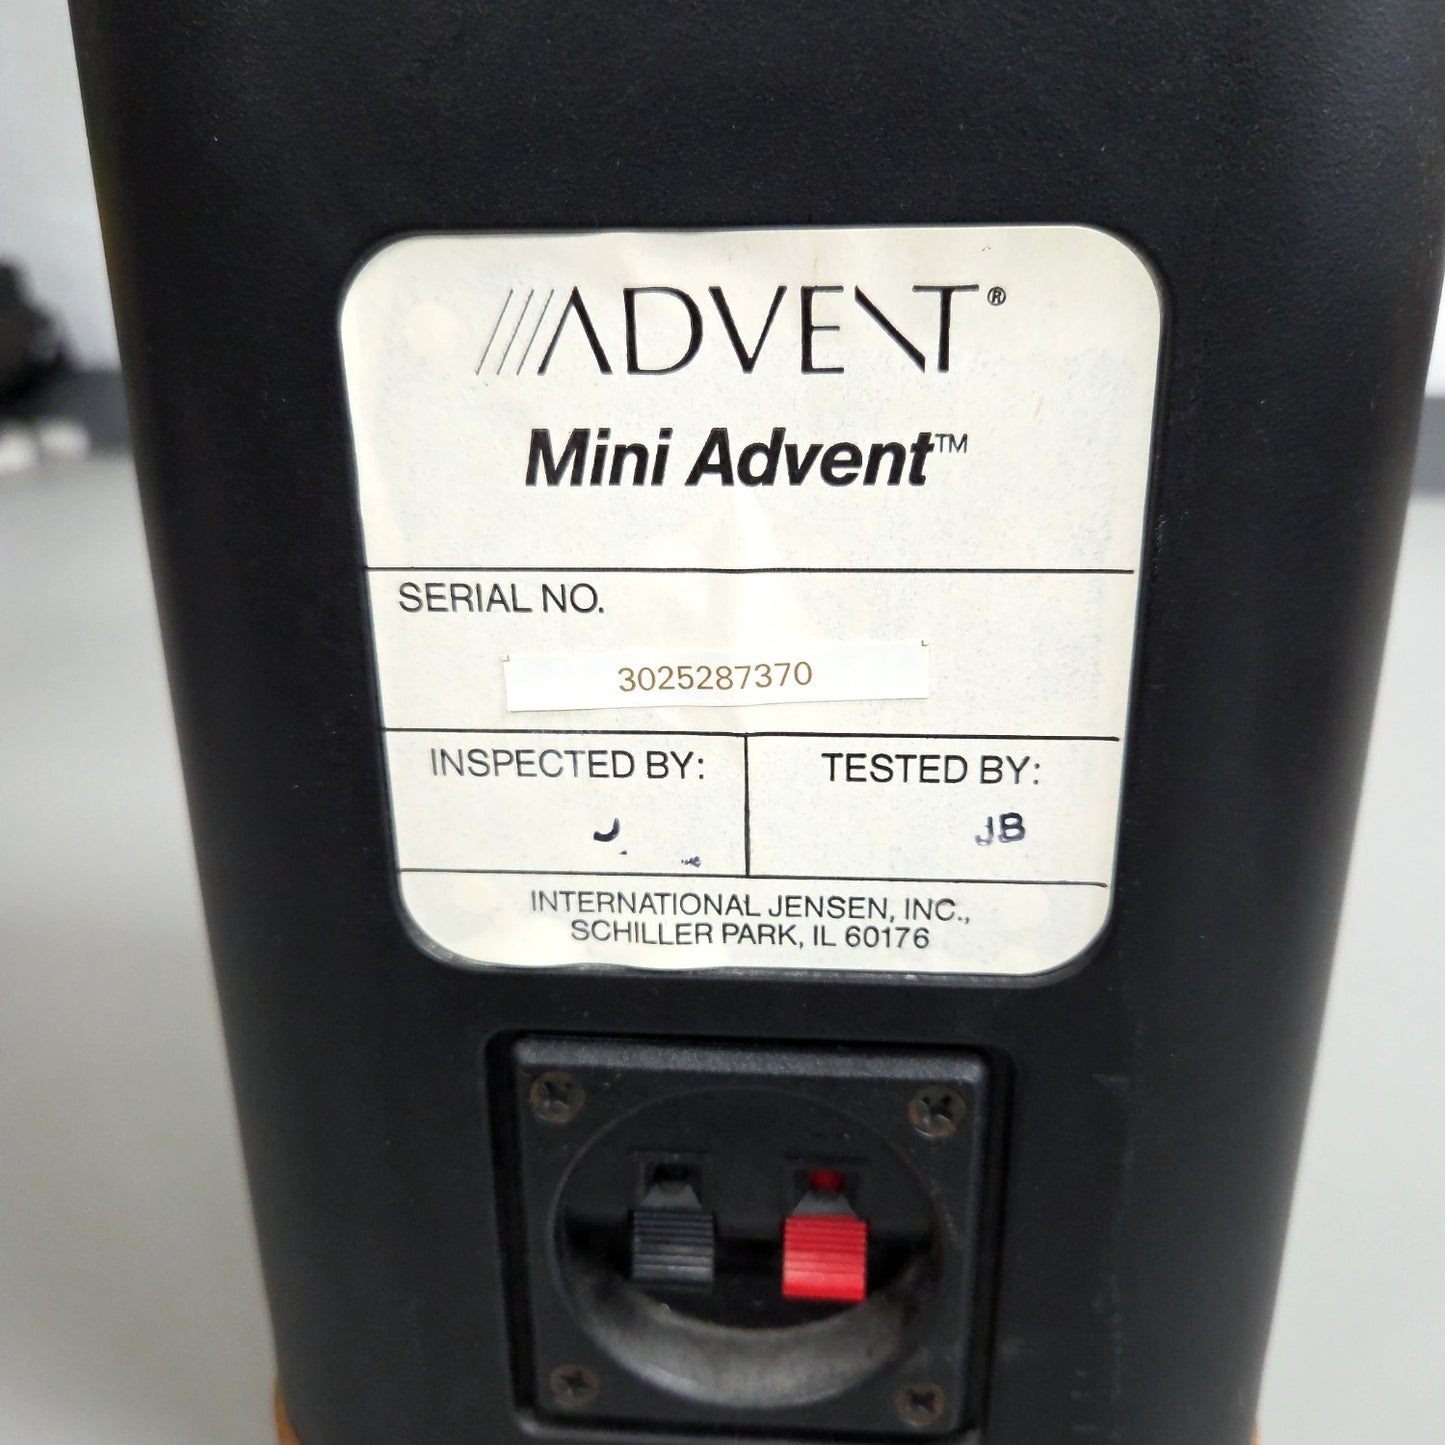 ADVENT®
Mini Advent™
SERIAL NO.
3025287370
INSPECTED BY:
TESTED BY:
JB
INTERNATIONAL JENSEN, INC.,
SCHILLER PARK, IL 60176